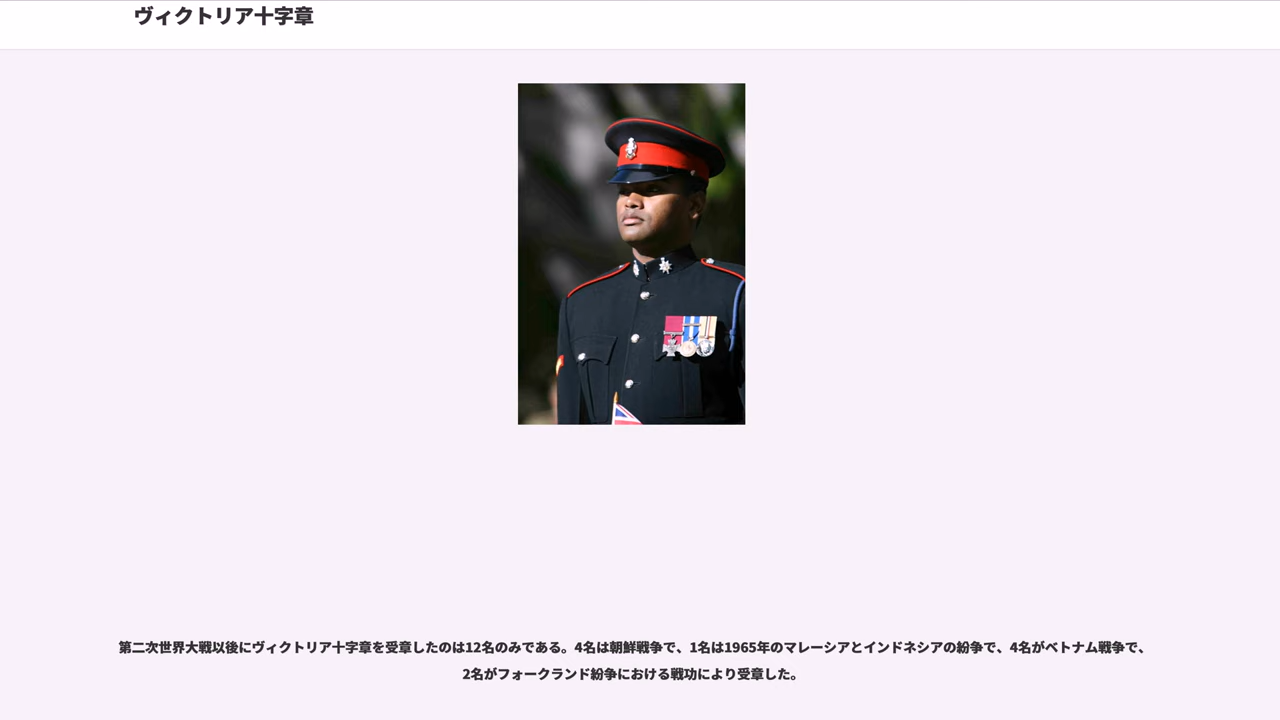 ヴィクトリア十字章
第二次世界大戦以後にヴィクトリア十字章を受章したのは12名のみである。4名は朝鮮戦争で、1名は1965年のマレーシアとインドネシアの紛争で、4名がベトナム戦争で、
2名がフォークランド紛争における戦功により受章した。